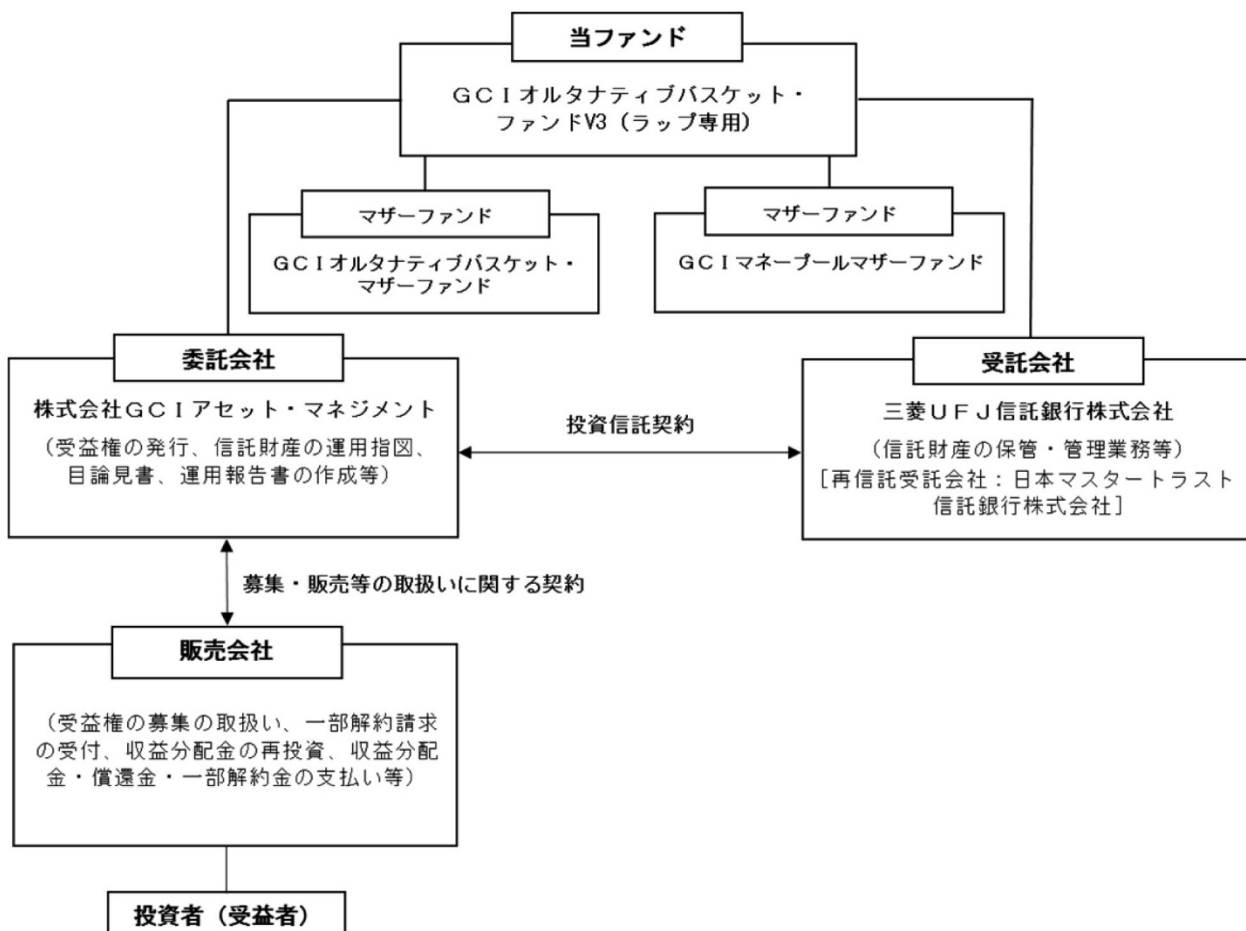 当ファンド
GCIオルタナティブバスケット・
ファンドV3(ラップ専用)
マザーファンド
GCIオルタナティブバスケット・
マザーファンド
マザーファンド
GCIマネープールマザーファンド
委託会社
株式会社GCIアセット・マネジメント
(受益権の発行、信託財産の運用指図、
目論見書、運用報告書の作成等)
投資信託契約
受託会社
三菱UFJ信託銀行株式会社
(信託財産の保管・管理業務等)
[再信託受託会社:日本マスタートラスト
信託銀行株式会社]
募集・販売等の取扱いに関する契約
販売会社
(受益権の募集の取扱い、一部解約請求
の受付、収益分配金の再投資、収益分配
金・償還金・一部解約金の支払い等)
投資者(受益者)